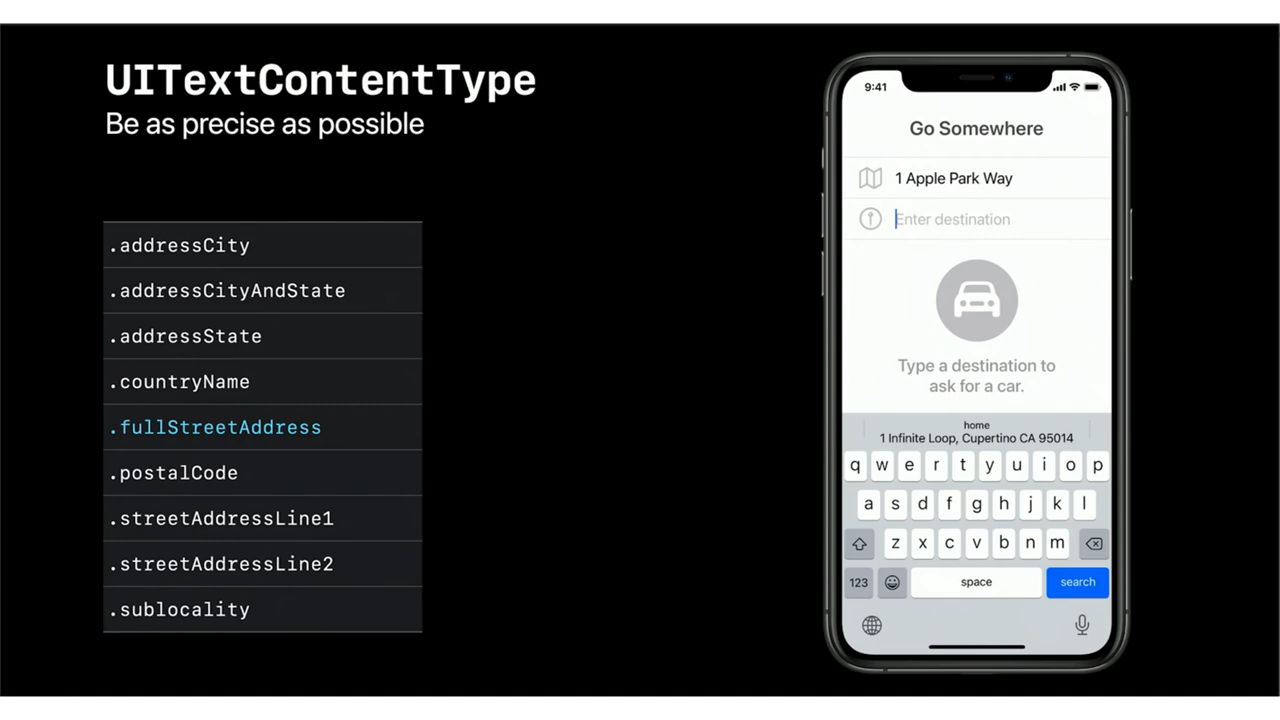 UITextContentType
Be as precise as possible
.addressCity
.addressCityAndState
.addressState
.countryName
.fullStreetAddress
.postalCode
.streetAddressLine1
.streetAddressLine2
.sublocality
9:41
Go Somewhere
1 Apple Park Way
Enter destination
Type a destination to
ask for a car.
home
1 Infinite Loop, Cupertino CA 95014
q w e r t y u i o p
a s d f g h j k l
z x c v b n m
123 space search